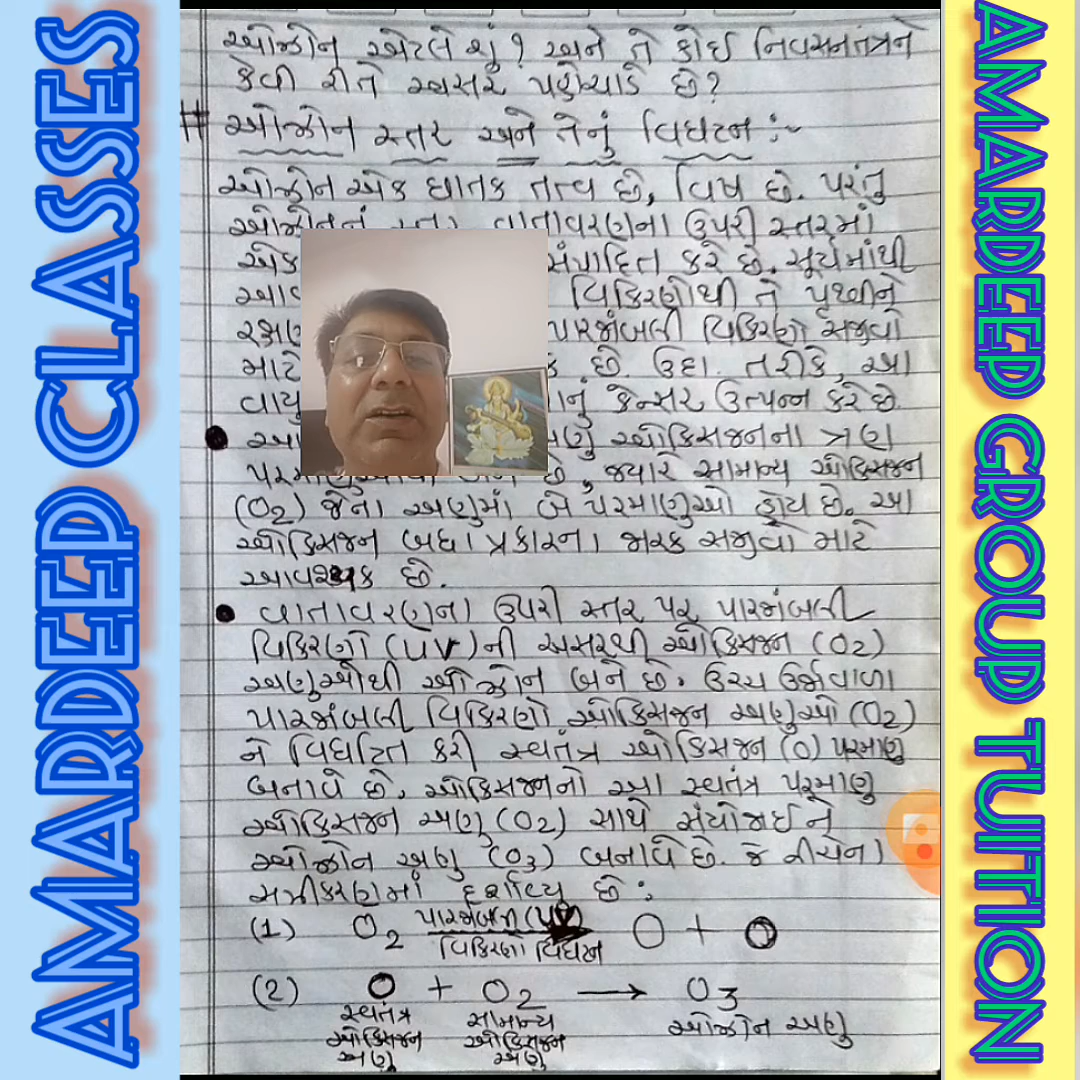 AMARDEEP CLASSES
ઓઝોન એટલે શું? અને તે કોઈ નિવસનતંત્રને
કેવી રીતે અસર પહોંચાડે છે?
# ઓઝોન સ્તર અને તેનું વિઘટન :-
ઓઝોન એક ઘાતક તત્વ છે, વિષ છે. પરંતુ
વાતાવરણના ઉપરી સ્તરમાં
એક સંગ્રાહિત કરે છે. સૂર્યમાંથી
વિકિરણોથી તે પૃથ્વીને
પારજાંબલી વિકિરણો સજીવો
માટે છે. ઉદા. તરીકે, આ
કેન્સર ઉત્પન્ન કરે છે.
ઓક્સિજનના ત્રણ
છે, જ્યારે સામાન્ય ઓક્સિજન
(O2) જેના અણુમાં બે પરમાણુઓ હોય છે. આ
ઓક્સિજન બધા પ્રકારના જારક સજીવો માટે
આવશ્યક છે.
• વાતાવરણના ઉપરી સ્તર પર પારજાંબલી
વિકિરણો (UV)ની અસરથી ઓક્સિજન (O2)
અણુઓથી ઓઝોન બને છે. ઉચ્ચ ઉર્જાવાળા
પારજાંબલી વિકિરણો ઓક્સિજન અણુઓ (O2)
ને વિઘટિત કરી સ્વતંત્ર ઓક્સિજન (O) પરમાણુ
બનાવે છે. ઓક્સિજનનો આ સ્વતંત્ર પરમાણુ
ઓક્સિજન અણુ (O2) સાથે સંયોજાઈને
ઓઝોન અણુ (O3) બનાવે છે. જે નીચેના
સમીકરણમાં દર્શાવ્યુ છે :
(1) O2 પારજાંબલી (UV) O + O
વિકિરણો વિઘટન
(2) O + O2 → O3
સ્વતંત્ર સામાન્ય ઓઝોન અણુ
ઓક્સિજન ઓક્સિજન
અણુ અણુ
AMARDEEP GROUP TUITION